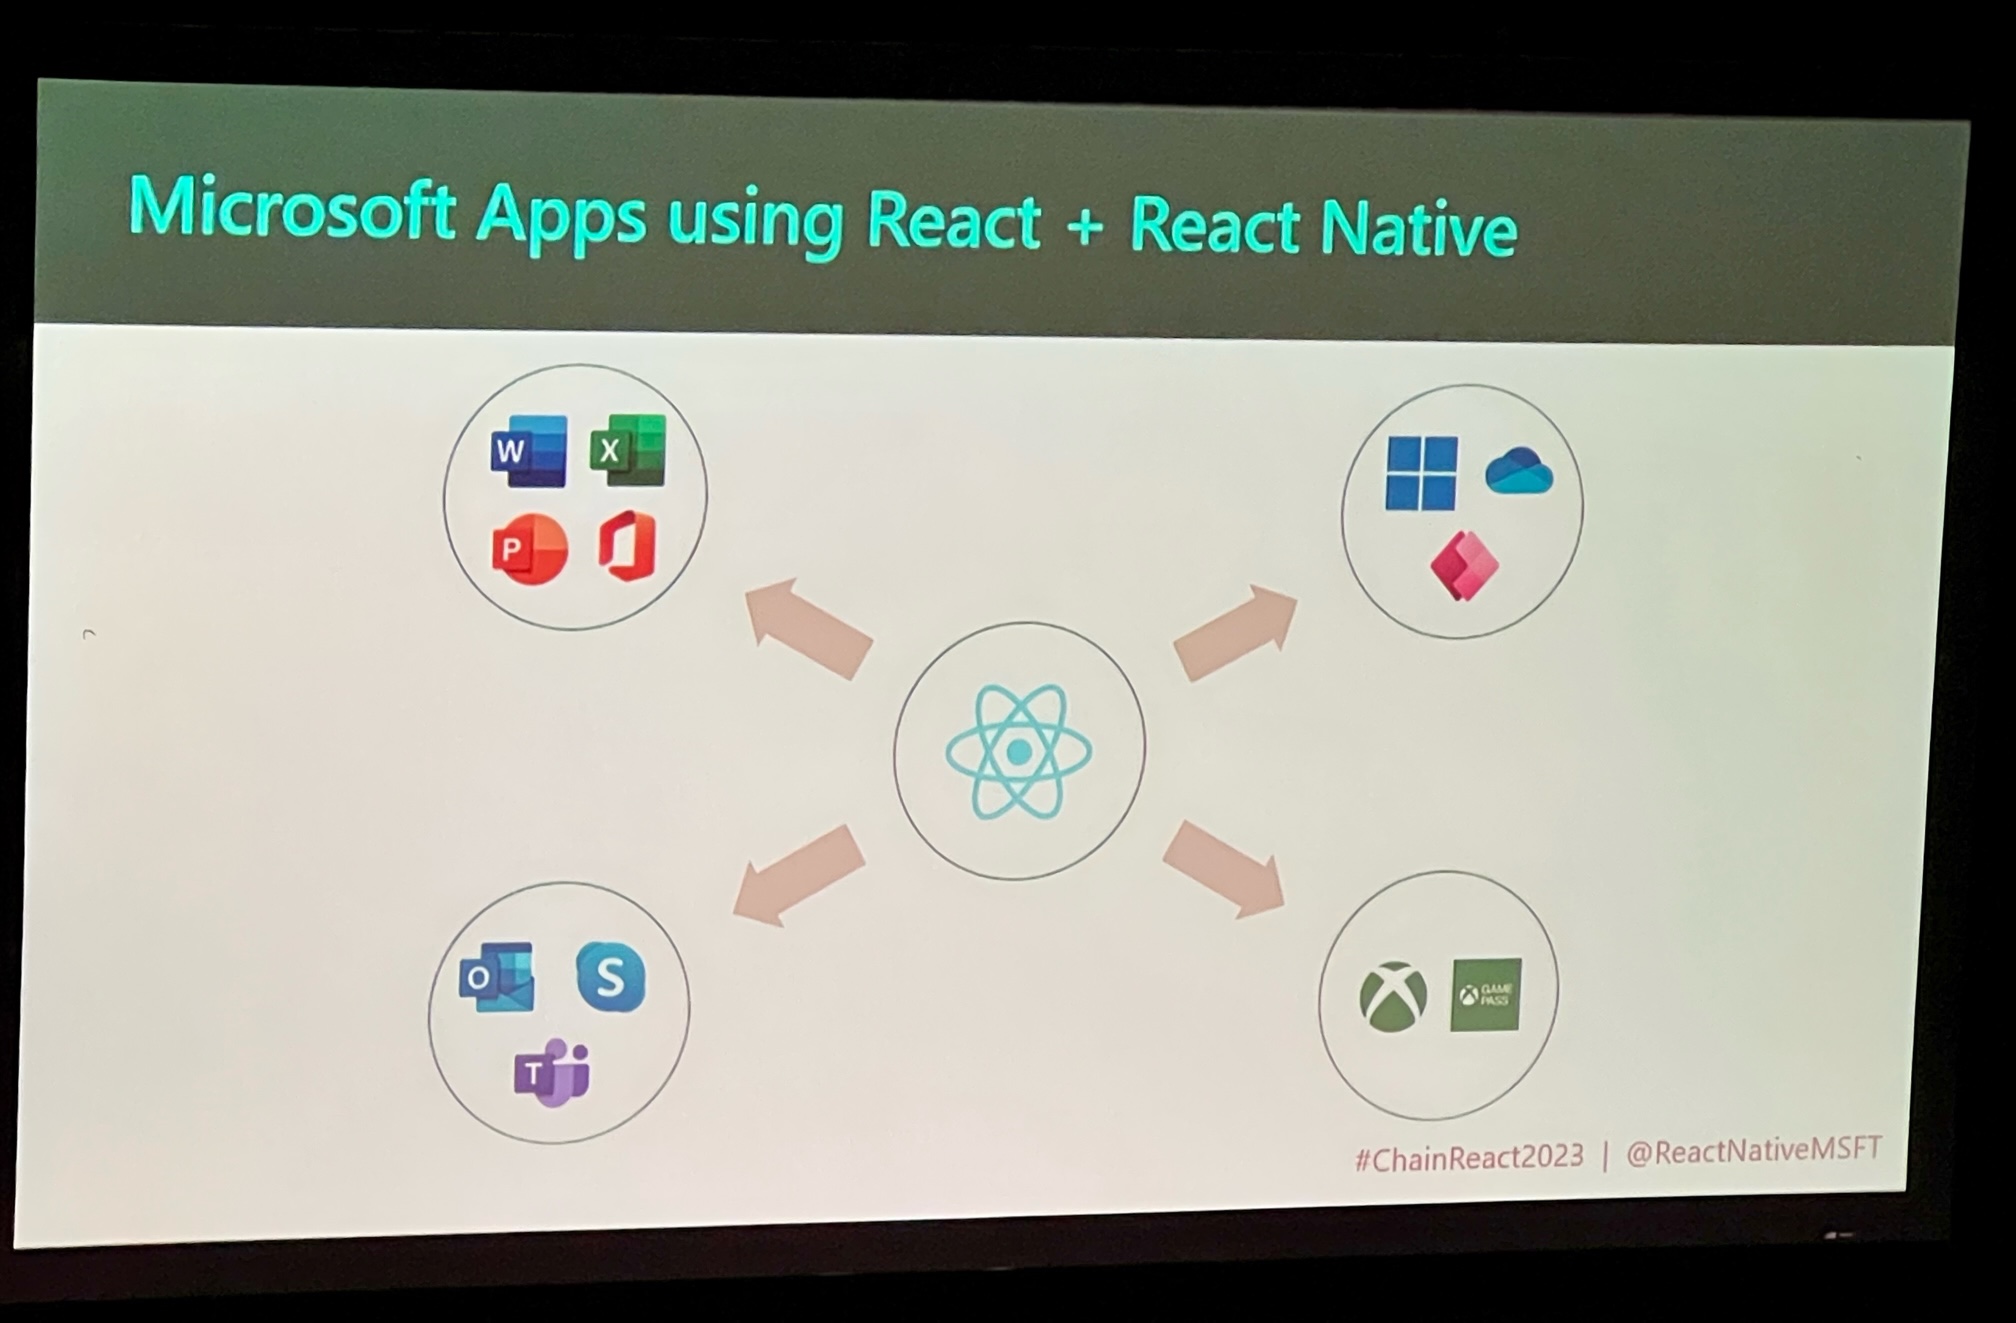 Microsoft Apps using React + React Native
W X
P
O S
T
GAME
PASS
#ChainReact2023 | @ReactNativeMSFT